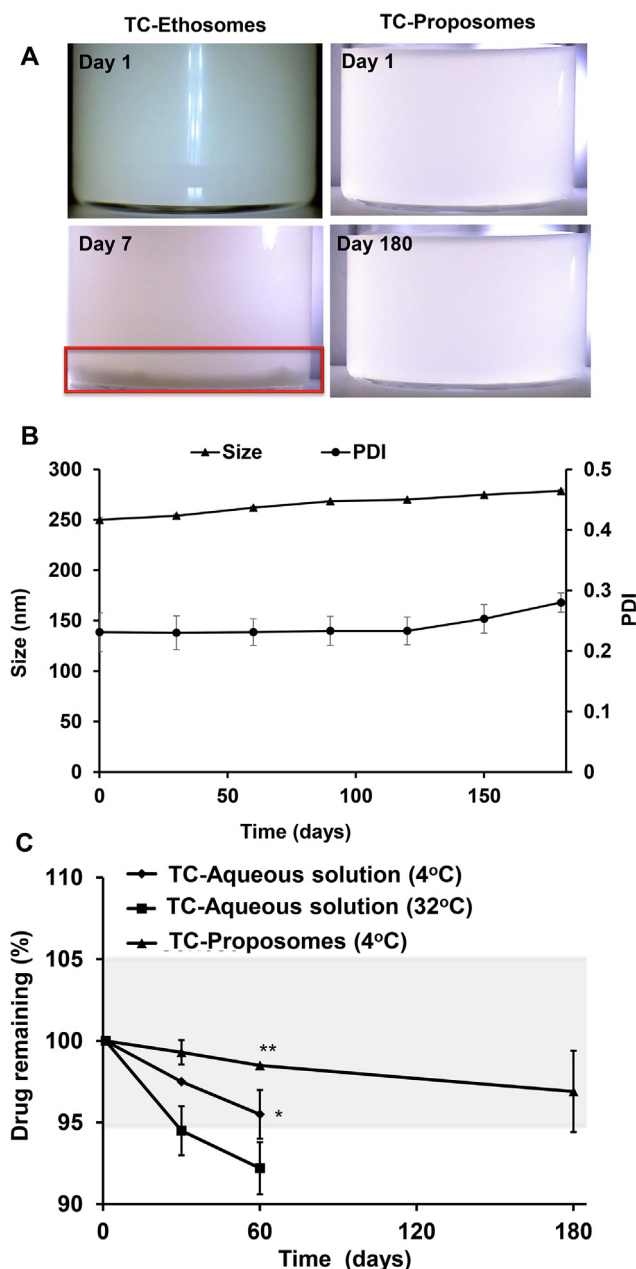 TC-Ethosomes
TC-Proposomes
A
Day 1
Day 1
Day 7
Day 180
B
Size
PDI
300
250
200
150
100
50
0
Size (nm)
0.5
0.4
0.3
0.2
0.1
0
PDI
0
50
100
150
Time (days)
C
TC-Aqueous solution (4°C)
TC-Aqueous solution (32°C)
TC-Proposomes (4°C)
110
105
100
95
90
Drug remaining (%)
**
*
0
60
120
180
Time (days)